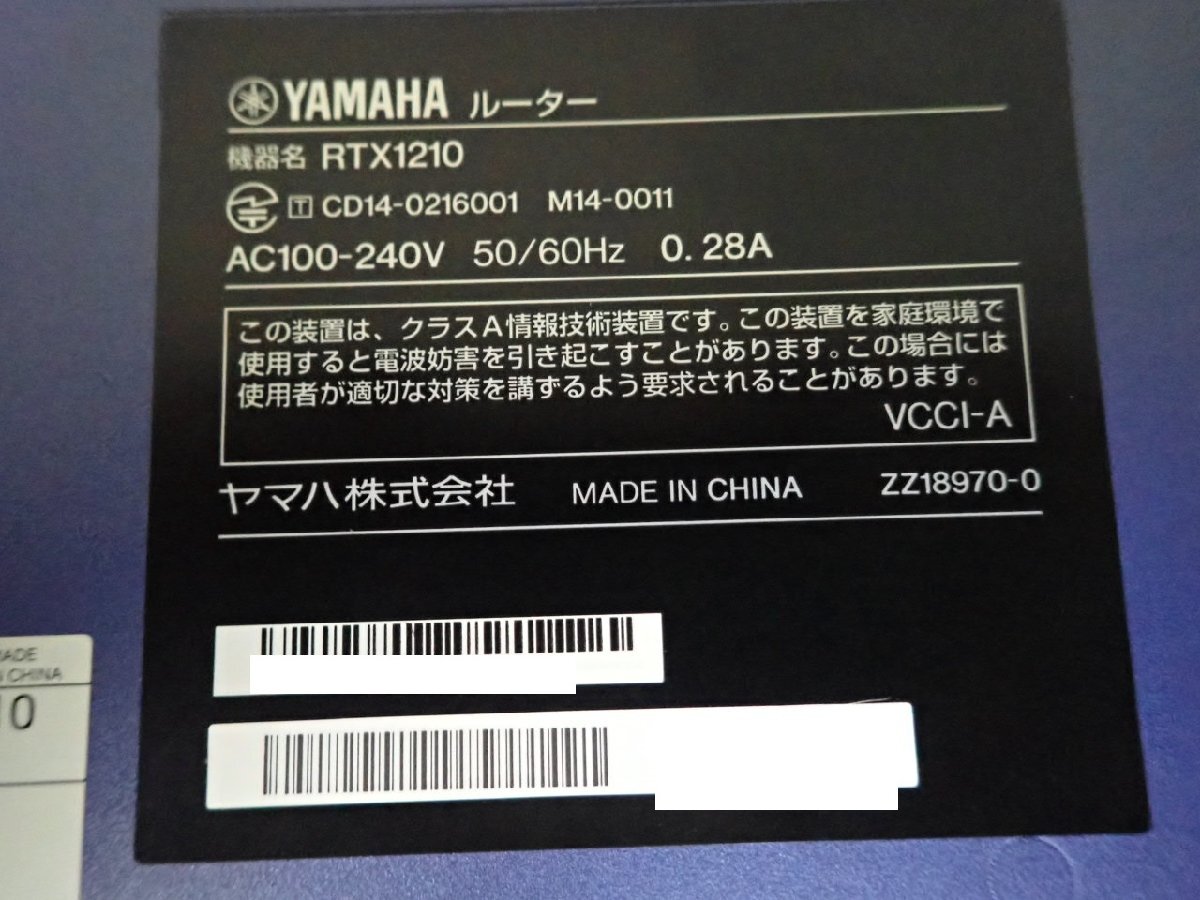 YAMAHA ルーター
機器名 RTX1210
T CD14-0216001 M14-0011
AC100-240V 50/60Hz 0.28A
この装置は、クラスA情報技術装置です。この装置を家庭環境で
使用すると電波妨害を引き起こすことがあります。この場合には
使用者が適切な対策を講ずるよう要求されることがあります。
VCCI-A
ヤマハ株式会社 MADE IN CHINA ZZ18970-0
CHINA
10